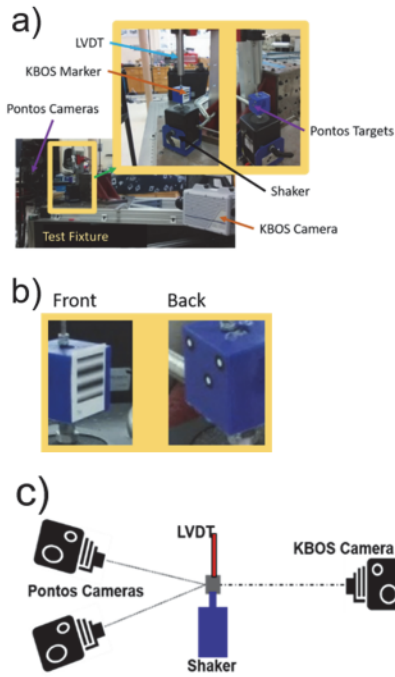 a)
LVDT
KBOS Marker
Pontos Cameras
Pontos Targets
Shaker
KBOS Camera
Test Fixture
b)
Front
Back
c)
LVDT
KBOS Camera
Pontos Cameras
Shaker